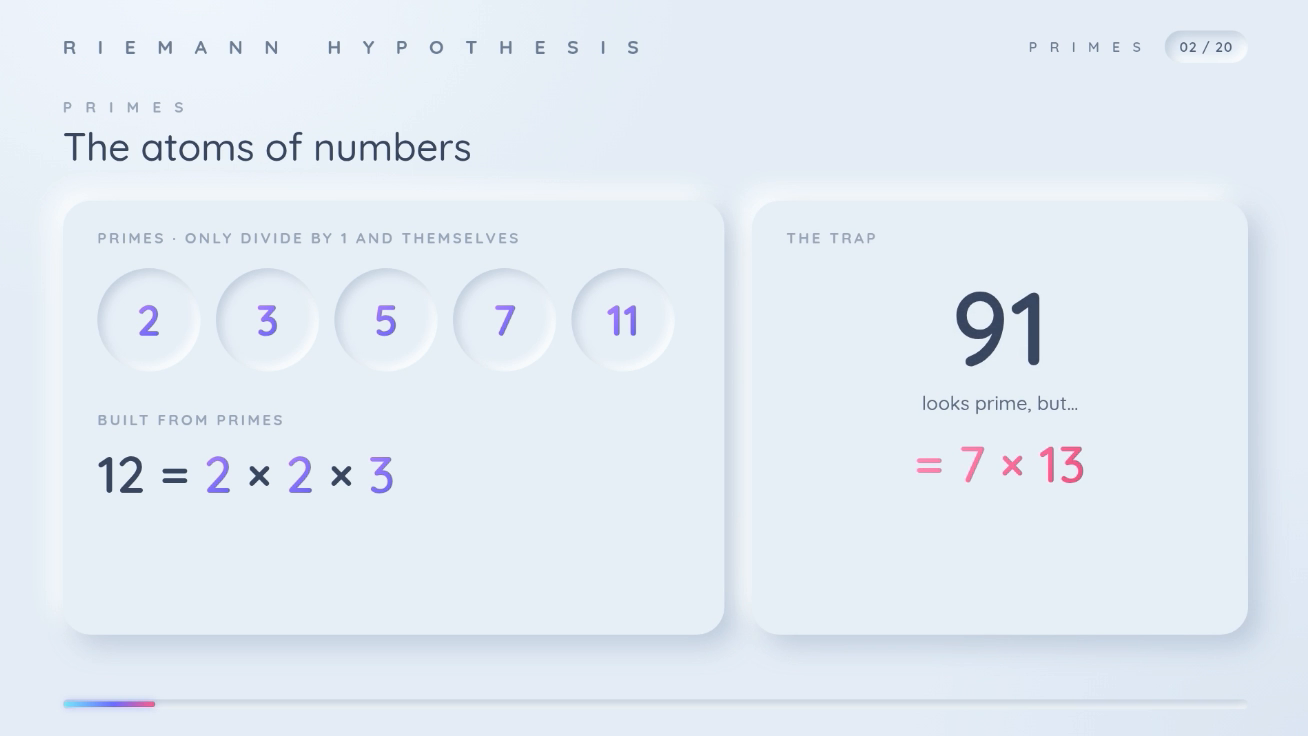 RIEMANN HYPOTHESIS
PRIMES
02 / 20
PRIMES
The atoms of numbers
PRIMES · ONLY DIVIDE BY 1 AND THEMSELVES
2 3 5 7 11
BUILT FROM PRIMES
12 = 2 × 2 × 3
THE TRAP
91
looks prime, but…
= 7 × 13